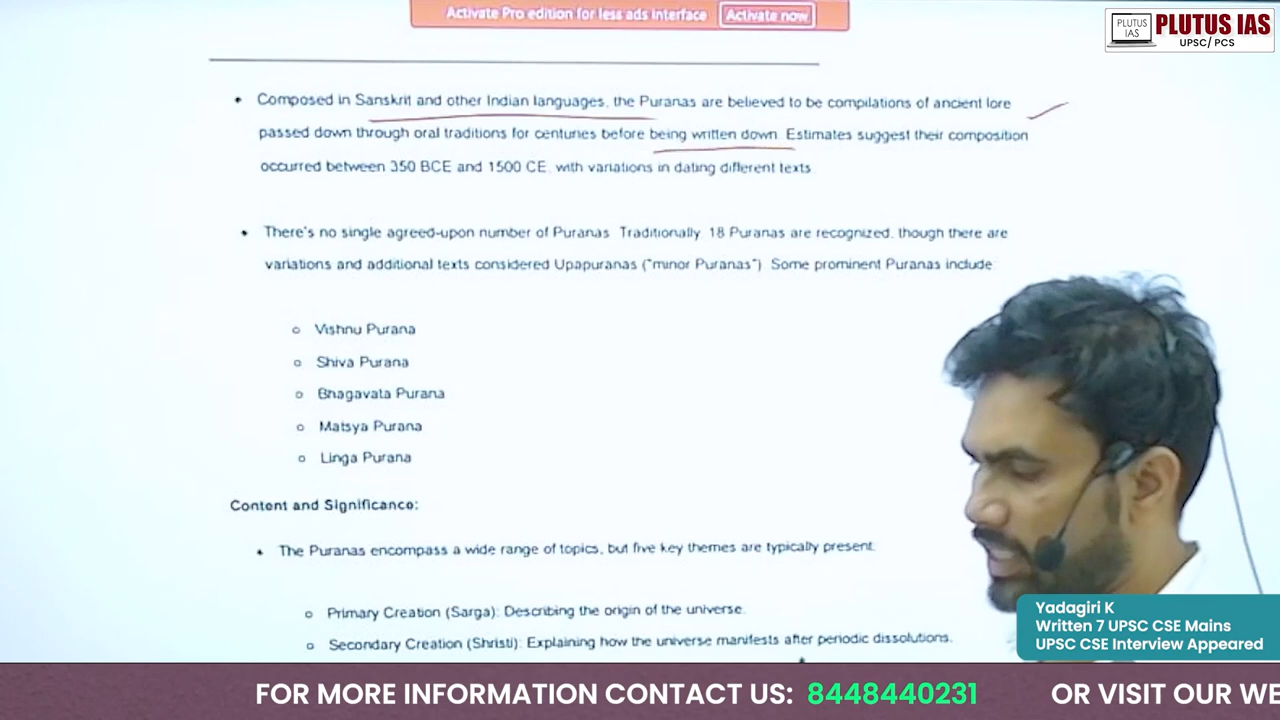 Activate Pro edition for less ads interface Activate now
PLUTUS IAS
PLUTUS IAS
UPSC/ PCS
• Composed in Sanskrit and other Indian languages, the Puranas are believed to be compilations of ancient lore
passed down through oral traditions for centuries before being written down. Estimates suggest their composition
occurred between 350 BCE and 1500 CE, with variations in dating different texts.
• There's no single agreed-upon number of Puranas. Traditionally, 18 Puranas are recognized, though there are
variations and additional texts considered Upapuranas ("minor Puranas"). Some prominent Puranas include:
o Vishnu Purana
o Shiva Purana
o Bhagavata Purana
o Matsya Purana
o Linga Purana
Content and Significance:
• The Puranas encompass a wide range of topics, but five key themes are typically present:
o Primary Creation (Sarga): Describing the origin of the universe.
o Secondary Creation (Shristi): Explaining how the universe manifests after periodic dissolutions.
Yadagiri K
Written 7 UPSC CSE Mains
UPSC CSE Interview Appeared
FOR MORE INFORMATION CONTACT US: 8448440231 OR VISIT OUR WE